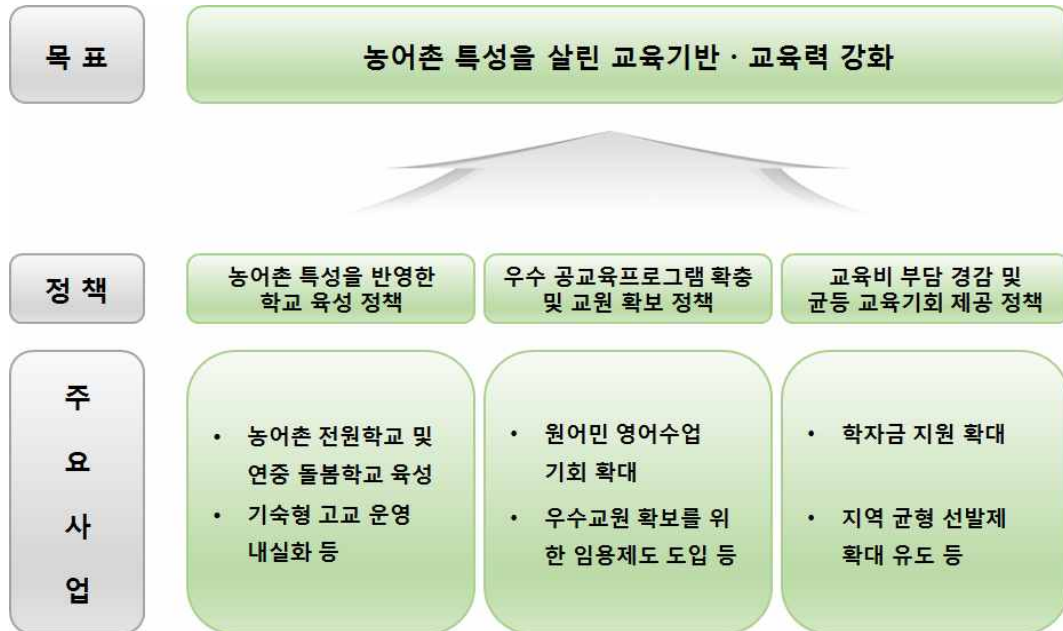 목 표
농어촌 특성을 살린 교육기반 · 교육력 강화
정 책
농어촌 특성을 반영한
학교 육성 정책
우수 공교육프로그램 확충
및 교원 확보 정책
교육비 부담 경감 및
균등 교육기회 제공 정책
주
요
사
업
• 농어촌 전원학교 및
연중 돌봄학교 육성
• 기숙형 고교 운영
내실화 등
• 원어민 영어수업
기회 확대
• 우수교원 확보를 위
한 임용제도 도입 등
• 학자금 지원 확대
• 지역 균형 선발제
확대 유도 등